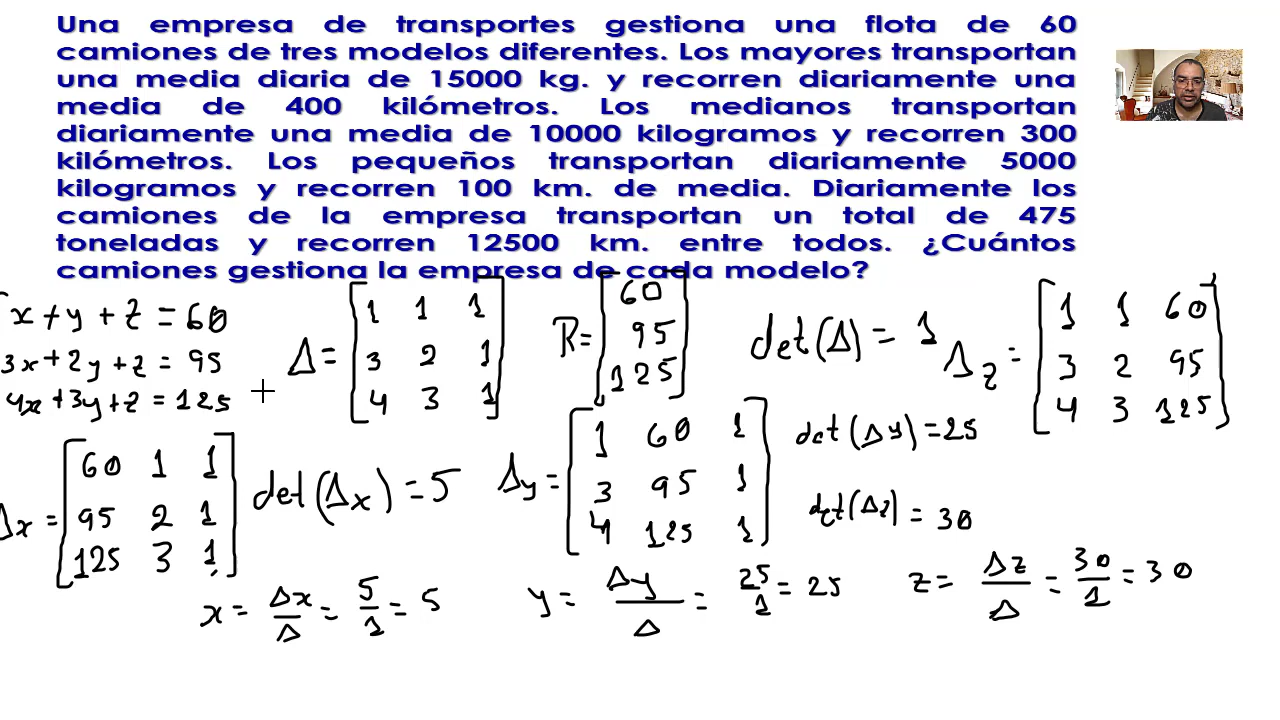 Una empresa de transportes gestiona una flota de 60
camiones de tres modelos diferentes. Los mayores transportan
una media diaria de 15000 kg. y recorren diariamente una
media de 400 kilómetros. Los medianos transportan
diariamente una media de 10000 kilogramos y recorren 300
kilómetros. Los pequeños transportan diariamente 5000
kilogramos y recorren 100 km. de media. Diariamente los
camiones de la empresa transportan un total de 475
toneladas y recorren 12500 km. entre todos. ¿Cuántos
camiones gestiona la empresa de cada modelo?
x + y + z = 60
3x + 2y + z = 95
4x + 3y + z = 125
Δ =
1 1 1
3 2 1
4 3 1
R =
60
95
125
det(Δ) = 1
Δz =
1 1 60
3 2 95
4 3 125
Δx =
60 1 1
95 2 1
125 3 1
det(Δx) = 5
Δy =
1 60 1
3 95 1
4 125 1
det(Δy) = 25
det(Δz) = 30
x = Δx/Δ = 5/1 = 5
y = Δy/Δ = 25/1 = 25
z = Δz/Δ = 30/1 = 30